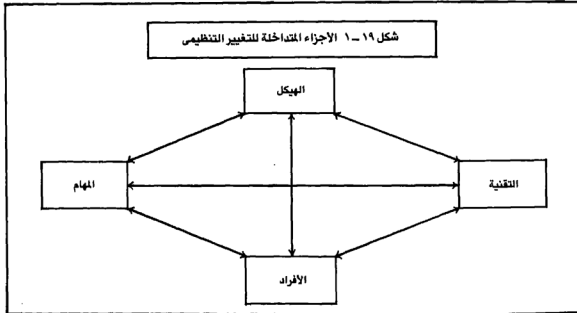 شكل ١٩ – ١ الأجزاء المتداخلة للتغيير التنظيمى
الهيكل
التقنية
المهام
الأفراد